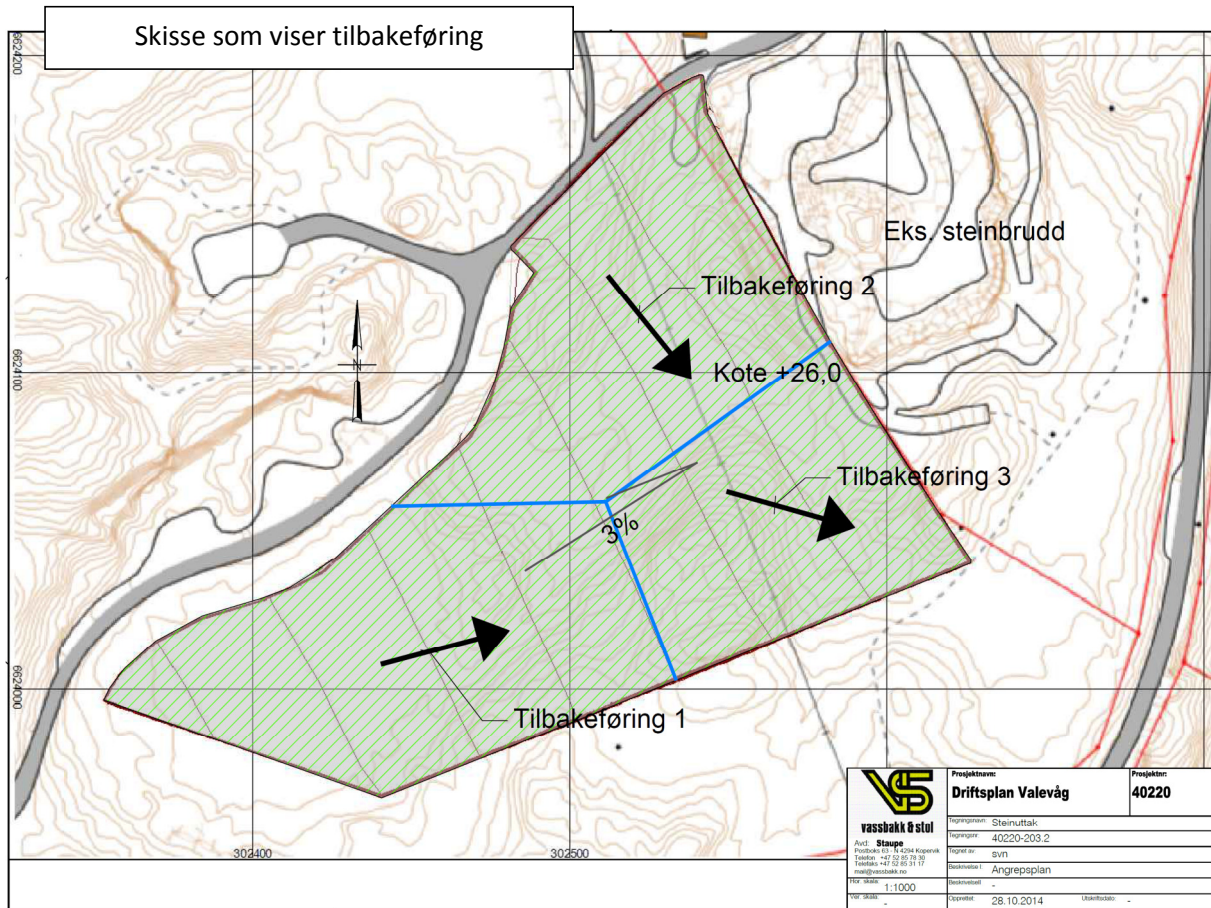 Skisse som viser tilbakeføring
6624200
Eks. steinbrudd
Tilbakeføring 2
Kote +26,0
6624100
N
Tilbakeføring 3
3%
6624000
Tilbakeføring 1
302400
302500
VS
vassbakk & stol
Avd: Staupe
Postboks 63 - N 4294 Kopervik
Telefon +47 52 85 78 30
Telefaks +47 52 85 31 17
mail@vassbakk.no
Hor. skala: 1:1000
Ver. skala: -
Prosjektnavn:
Driftsplan Valevåg
Prosjektnr:
40220
Tegningsnavn: Steinuttak
Tegningsnr: 40220-203.2
Tegnet av: svn
Beskrivelse I: Angrepsplan
Beskrivelsell -
Opprettet: 28.10.2014 Utskriftsdato: -